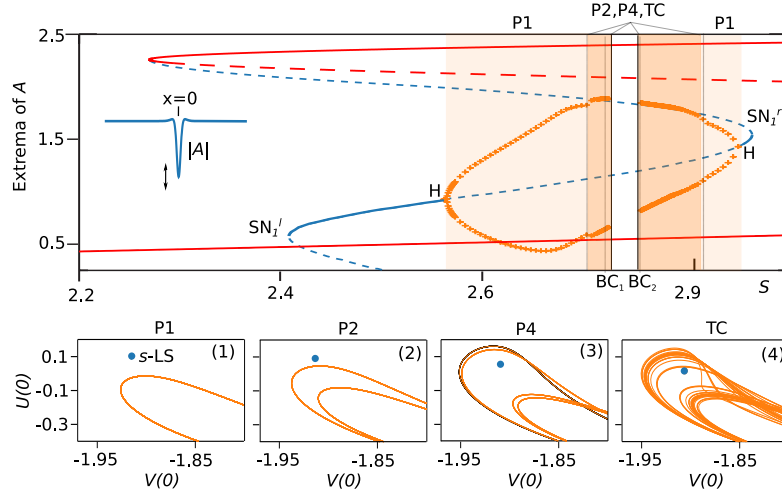 P2,P4,TC
P1 P1
2.5
1.5
0.5
Extrema of A
x=0
|A|
H
H
SN₁ˡ
SN₁ʳ
BC₁ BC₂
2.2 2.4 2.6 2.9 S
P1 P2 P4 TC
(1) (2) (3) (4)
s-LS
U(0)
0.1
-0.1
-0.3
-1.95 -1.85 -1.95 -1.85 -1.95 -1.85 -1.95 -1.85
V(0) V(0) V(0) V(0)